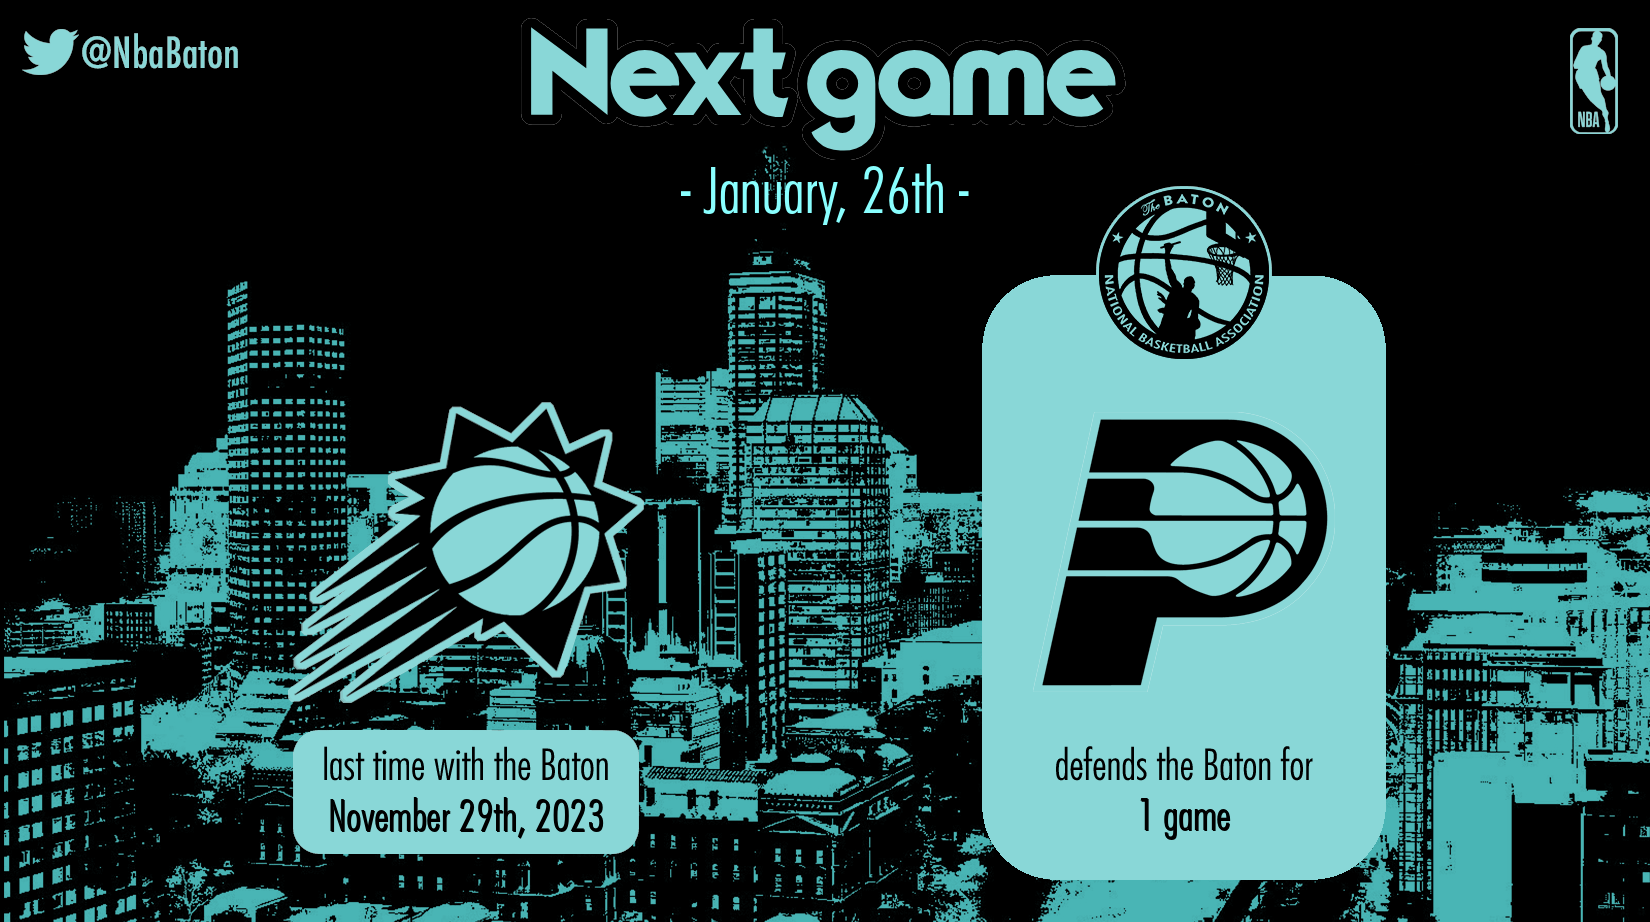 @NbaBaton
Next game
NBA
- January, 26th -
The BATON
NATIONAL BASKETBALL ASSOCIATION
last time with the Baton
November 29th, 2023
defends the Baton for
1 game